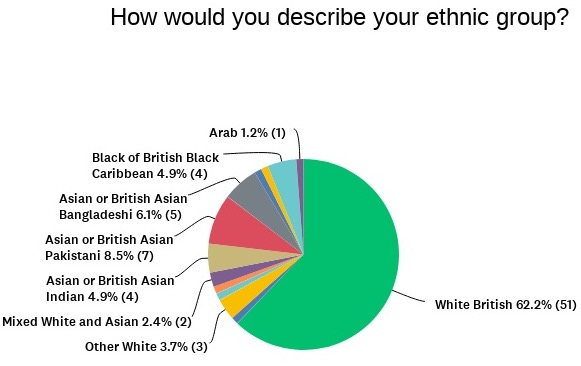 How would you describe your ethnic group?
Arab 1.2% (1)
Black of British Black
Caribbean 4.9% (4)
Asian or British Asian
Bangladeshi 6.1% (5)
Asian or British Asian
Pakistani 8.5% (7)
Asian or British Asian
Indian 4.9% (4)
Mixed White and Asian 2.4% (2)
Other White 3.7% (3)
White British 62.2% (51)